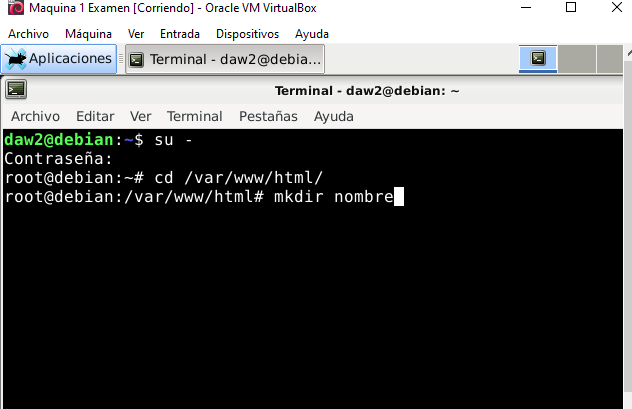 Maquina 1 Examen [Corriendo] - Oracle VM VirtualBox
Archivo Máquina Ver Entrada Dispositivos Ayuda
Aplicaciones Terminal - daw2@debia...
Terminal - daw2@debian: ~
Archivo Editar Ver Terminal Pestañas Ayuda
daw2@debian:~$ su -
Contraseña:
root@debian:~# cd /var/www/html/
root@debian:/var/www/html# mkdir nombre